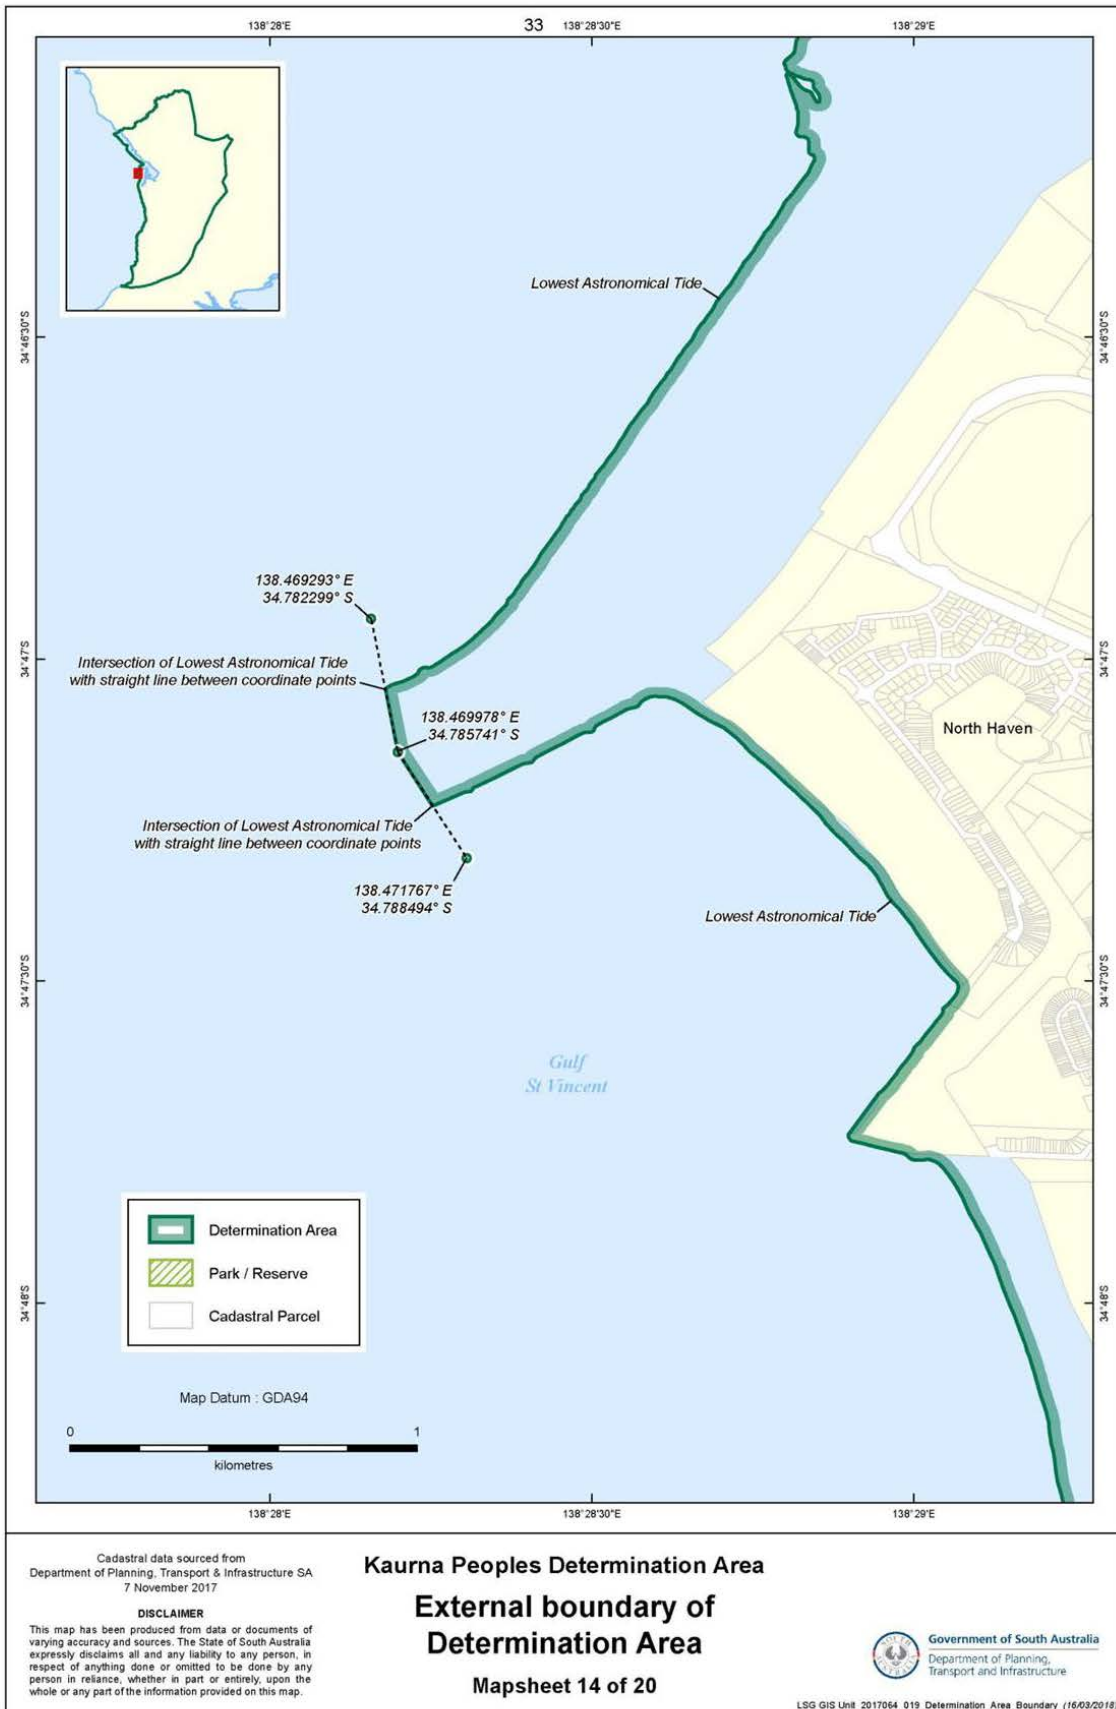 33
138°28'E
138°28'30"E
138°29'E
Lowest Astronomical Tide
34°46'30"S
34°46'30"S
138.469293° E
34.782299° S
34°47'S
34°47'S
Intersection of Lowest Astronomical Tide
with straight line between coordinate points
138.469978° E
34.785741° S
North Haven
Intersection of Lowest Astronomical Tide
with straight line between coordinate points
138.471767° E
34.788494° S
Lowest Astronomical Tide
34°47'30"S
34°47'30"S
Gulf
St Vincent
Determination Area
Park / Reserve
Cadastral Parcel
34°48'S
34°48'S
Map Datum : GDA94
0
1
kilometres
138°28'E
138°28'30"E
138°29'E
Cadastral data sourced from
Department of Planning, Transport & Infrastructure SA
7 November 2017
DISCLAIMER
This map has been produced from data or documents of
varying accuracy and sources. The State of South Australia
expressly disclaims all and any liability to any person, in
respect of anything done or omitted to be done by any
person in reliance, whether in part or entirely, upon the
whole or any part of the information provided on this map.
Kaurna Peoples Determination Area
External boundary of
Determination Area
Mapsheet 14 of 20
SOUTH
AUSTRALIA
Government of South Australia
Department of Planning,
Transport and Infrastructure
LSG GIS Unit 2017064_019_Determination_Area_Boundary (16/03/2018)